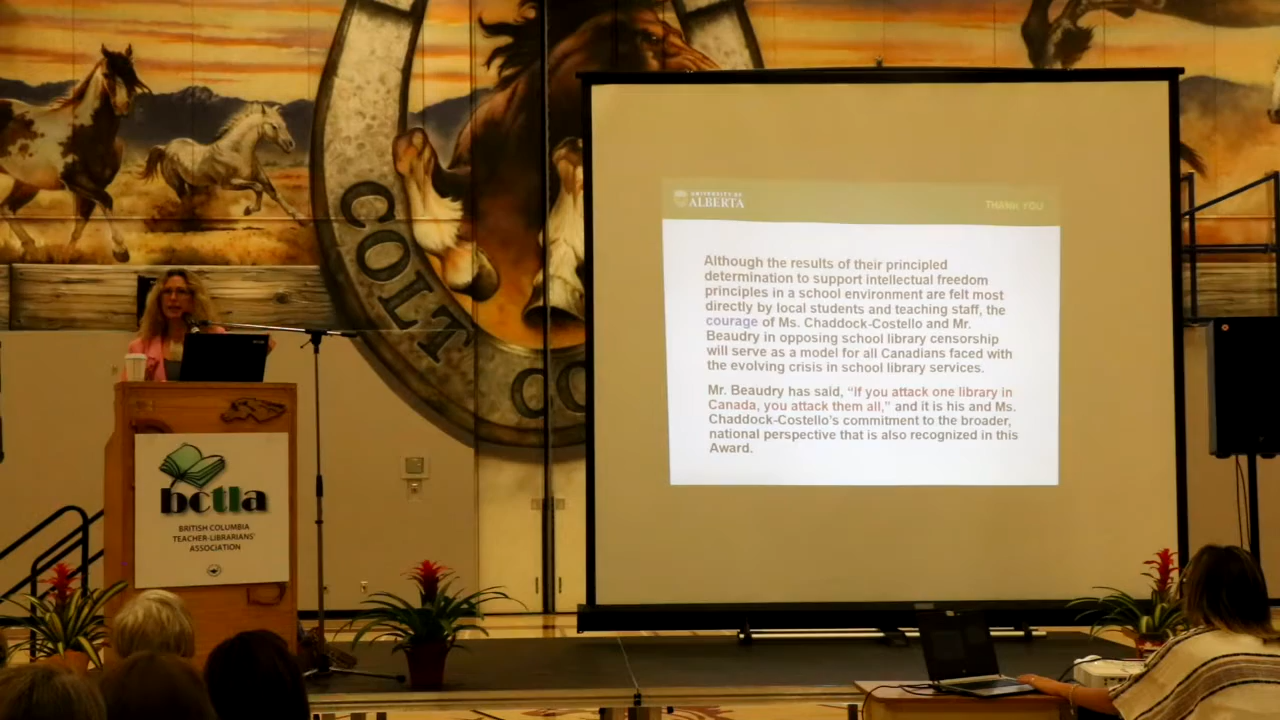 COLT
CO
UNIVERSITY OF
ALBERTA
THANK YOU
Although the results of their principled
determination to support intellectual freedom
principles in a school environment are felt most
directly by local students and teaching staff, the
courage of Ms. Chaddock-Costello and Mr.
Beaudry in opposing school library censorship
will serve as a model for all Canadians faced with
the evolving crisis in school library services.
Mr. Beaudry has said, “If you attack one library in
Canada, you attack them all,” and it is his and Ms.
Chaddock-Costello’s commitment to the broader,
national perspective that is also recognized in this
Award.
bctla
BRITISH COLUMBIA
TEACHER-LIBRARIANS'
ASSOCIATION